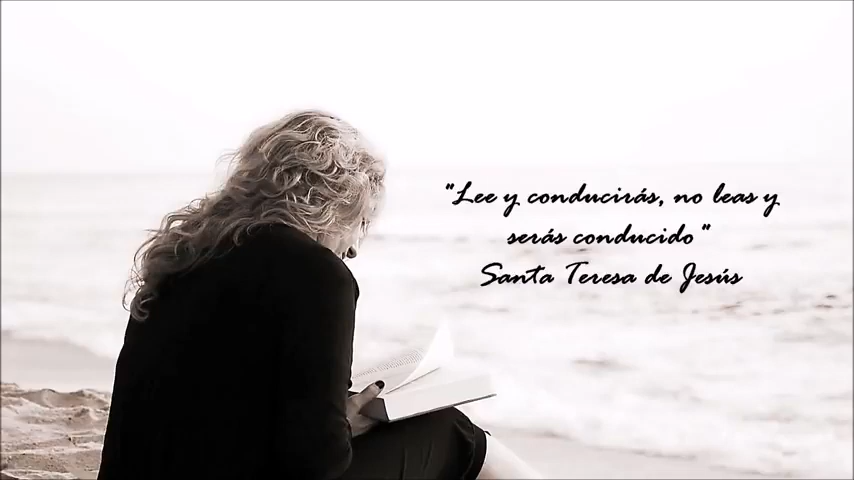 "Lee y conducirás, no leas y
serás conducido"
Santa Teresa de Jesús